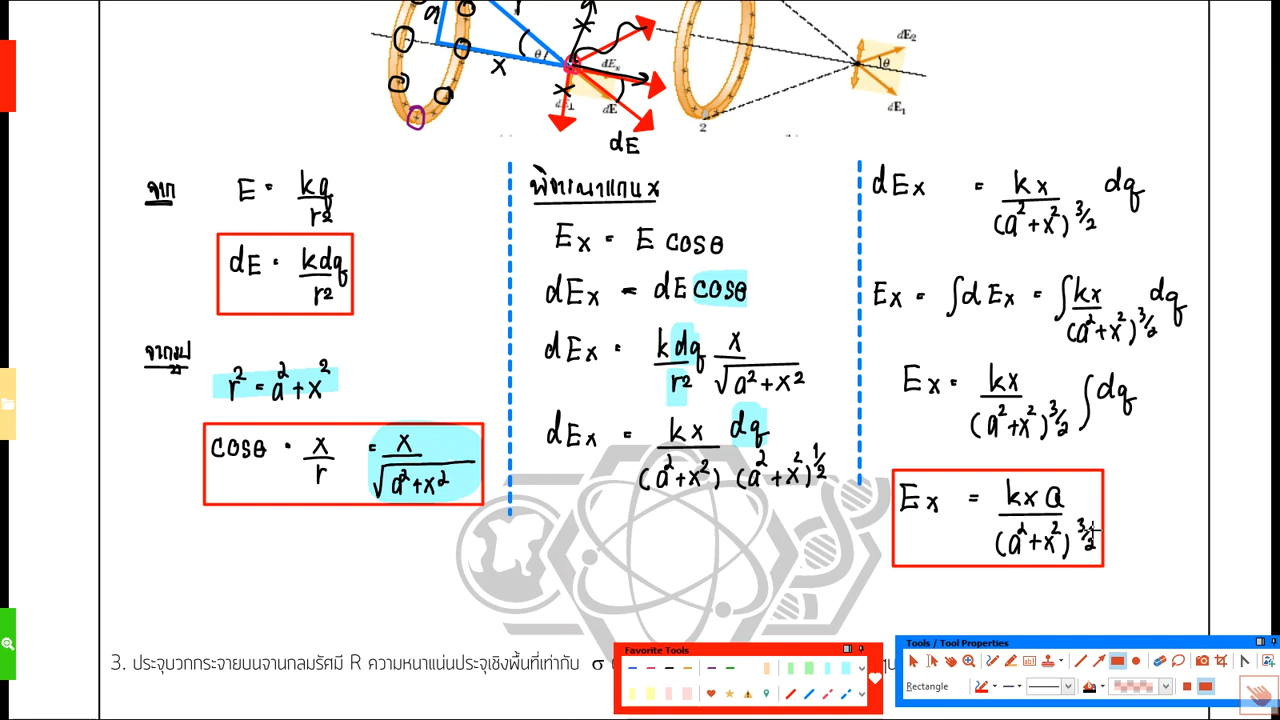 a
r
θ
x
dEx
dE⊥
dE
dE
2
dE2
θ
dE1
จาก E = kq/r²
dE = kdq/r²
จากรูป
r² = a² + x²
cosθ = x/r = x/√(a² + x²)
พิจารณาแกน x
Ex = E cosθ
dEx = dE cosθ
dEx = kdq/r² x/√(a² + x²)
dEx = kx dq/(a² + x²)(a² + x²)^1/2
dEx = kx/(a² + x²)^3/2 dq
Ex = ∫dEx = ∫kx/(a² + x²)^3/2 dq
Ex = kx/(a² + x²)^3/2 ∫dq
Ex = kxQ/(a² + x²)^3/2
3. ประจุบวกกระจายบนจานกลมรัศมี R ความหนาแน่นประจุเชิงพื้นที่เท่ากับ σ
Favorite Tools
Tools / Tool Properties
Rectangle